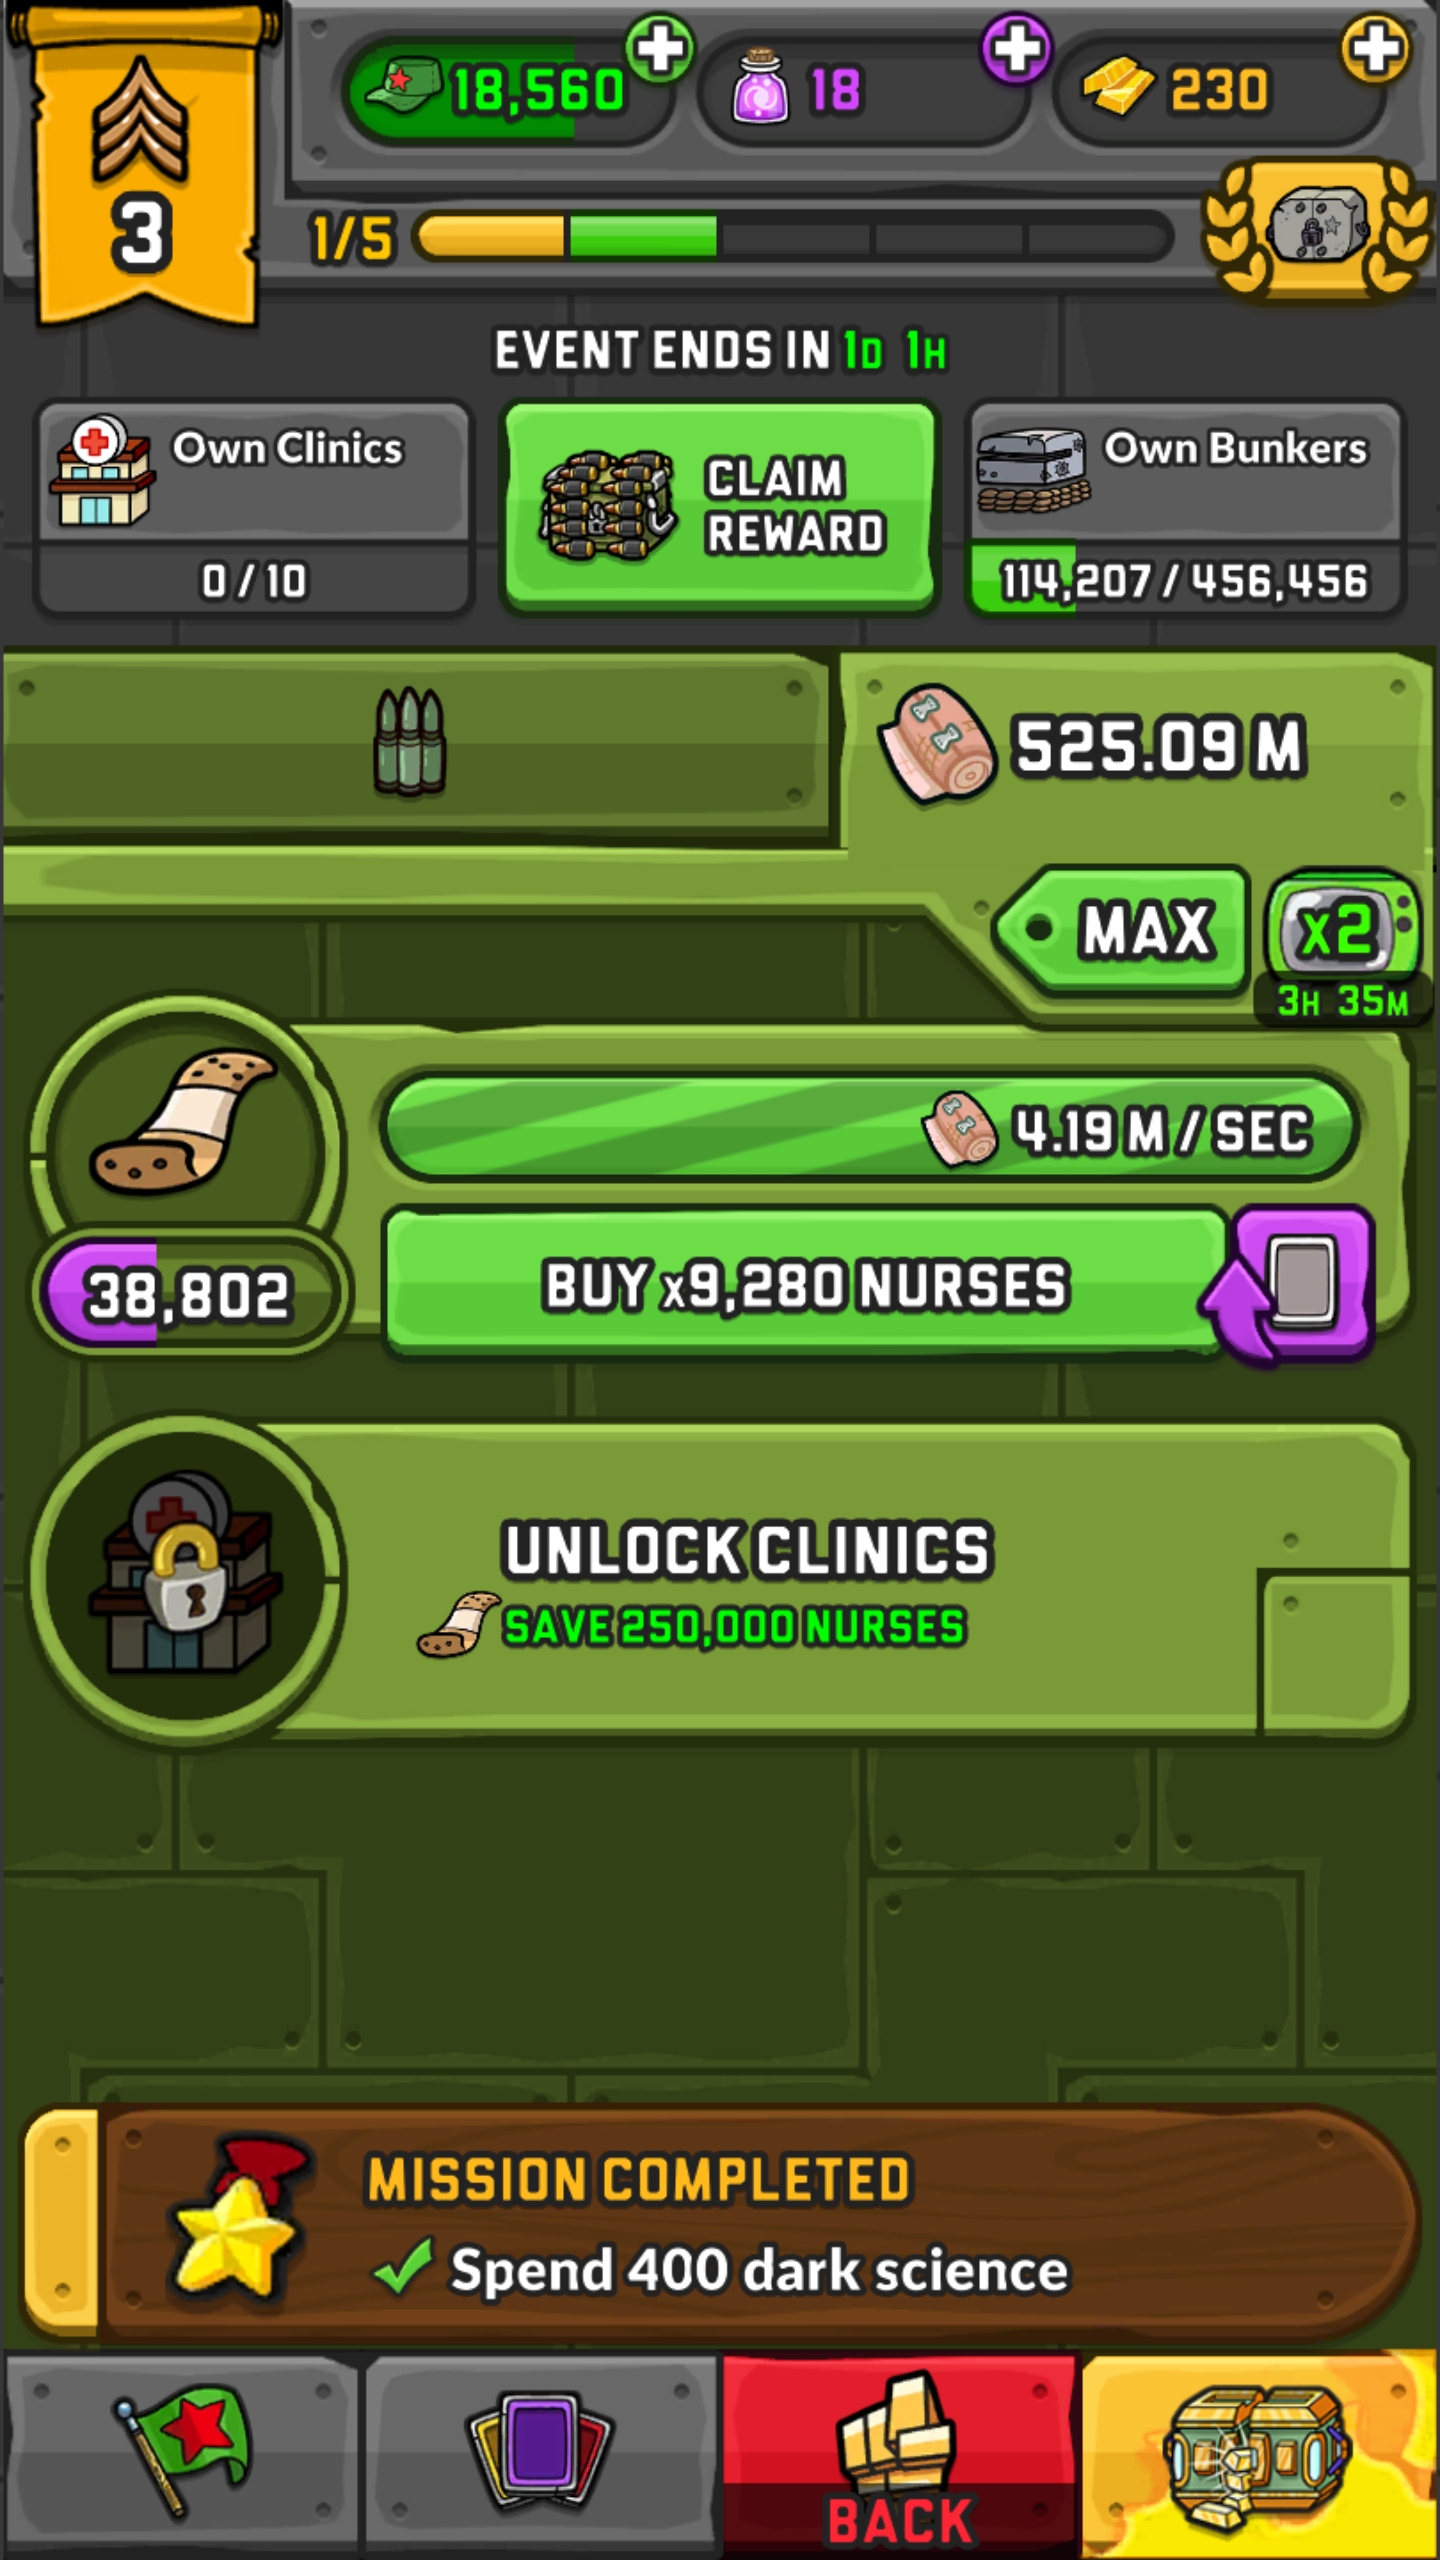 18,560
18
230
3
1/5
EVENT ENDS IN 1D 1H
Own Clinics
0 / 10
CLAIM
REWARD
Own Bunkers
114,207 / 456,456
525.09 M
MAX
x2
3H 35M
4.19 M / SEC
38,802
BUY x9,280 NURSES
UNLOCK CLINICS
SAVE 250,000 NURSES
MISSION COMPLETED
Spend 400 dark science
BACK